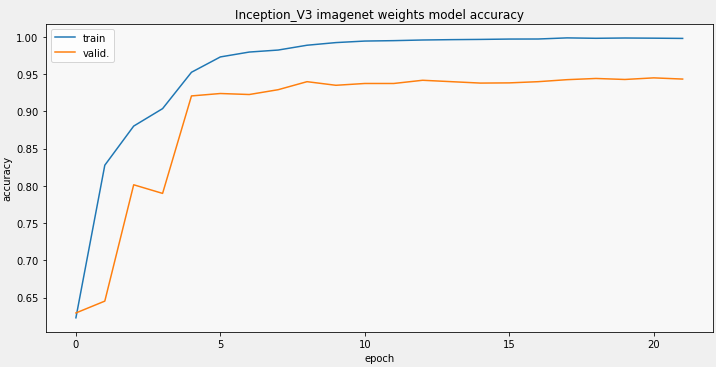 Inception_V3 imagenet weights model accuracy
train
valid.
1.00
0.95
0.90
0.85
0.80
0.75
0.70
0.65
accuracy
0 5 10 15 20
epoch